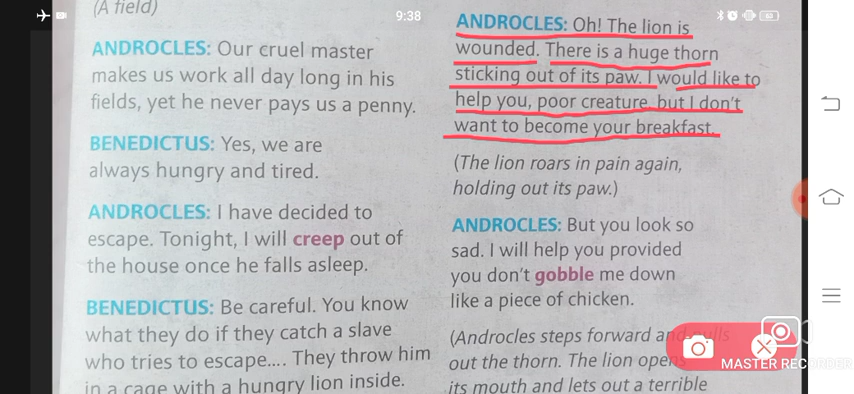 9:38
(A field)
ANDROCLES: Our cruel master
makes us work all day long in his
fields, yet he never pays us a penny.
BENEDICTUS: Yes, we are
always hungry and tired.
ANDROCLES: I have decided to
escape. Tonight, I will creep out of
the house once he falls asleep.
BENEDICTUS: Be careful. You know
what they do if they catch a slave
who tries to escape.... They throw him
in a cage with a hungry lion inside.
ANDROCLES: Oh! The lion is
wounded. There is a huge thorn
sticking out of its paw. I would like to
help you, poor creature, but I don't
want to become your breakfast.
(The lion roars in pain again,
holding out its paw.)
ANDROCLES: But you look so
sad. I will help you provided
you don't gobble me down
like a piece of chicken.
(Androcles steps forward and pulls
out the thorn. The lion opens
its mouth and lets out a terrible
MASTER RECORDER